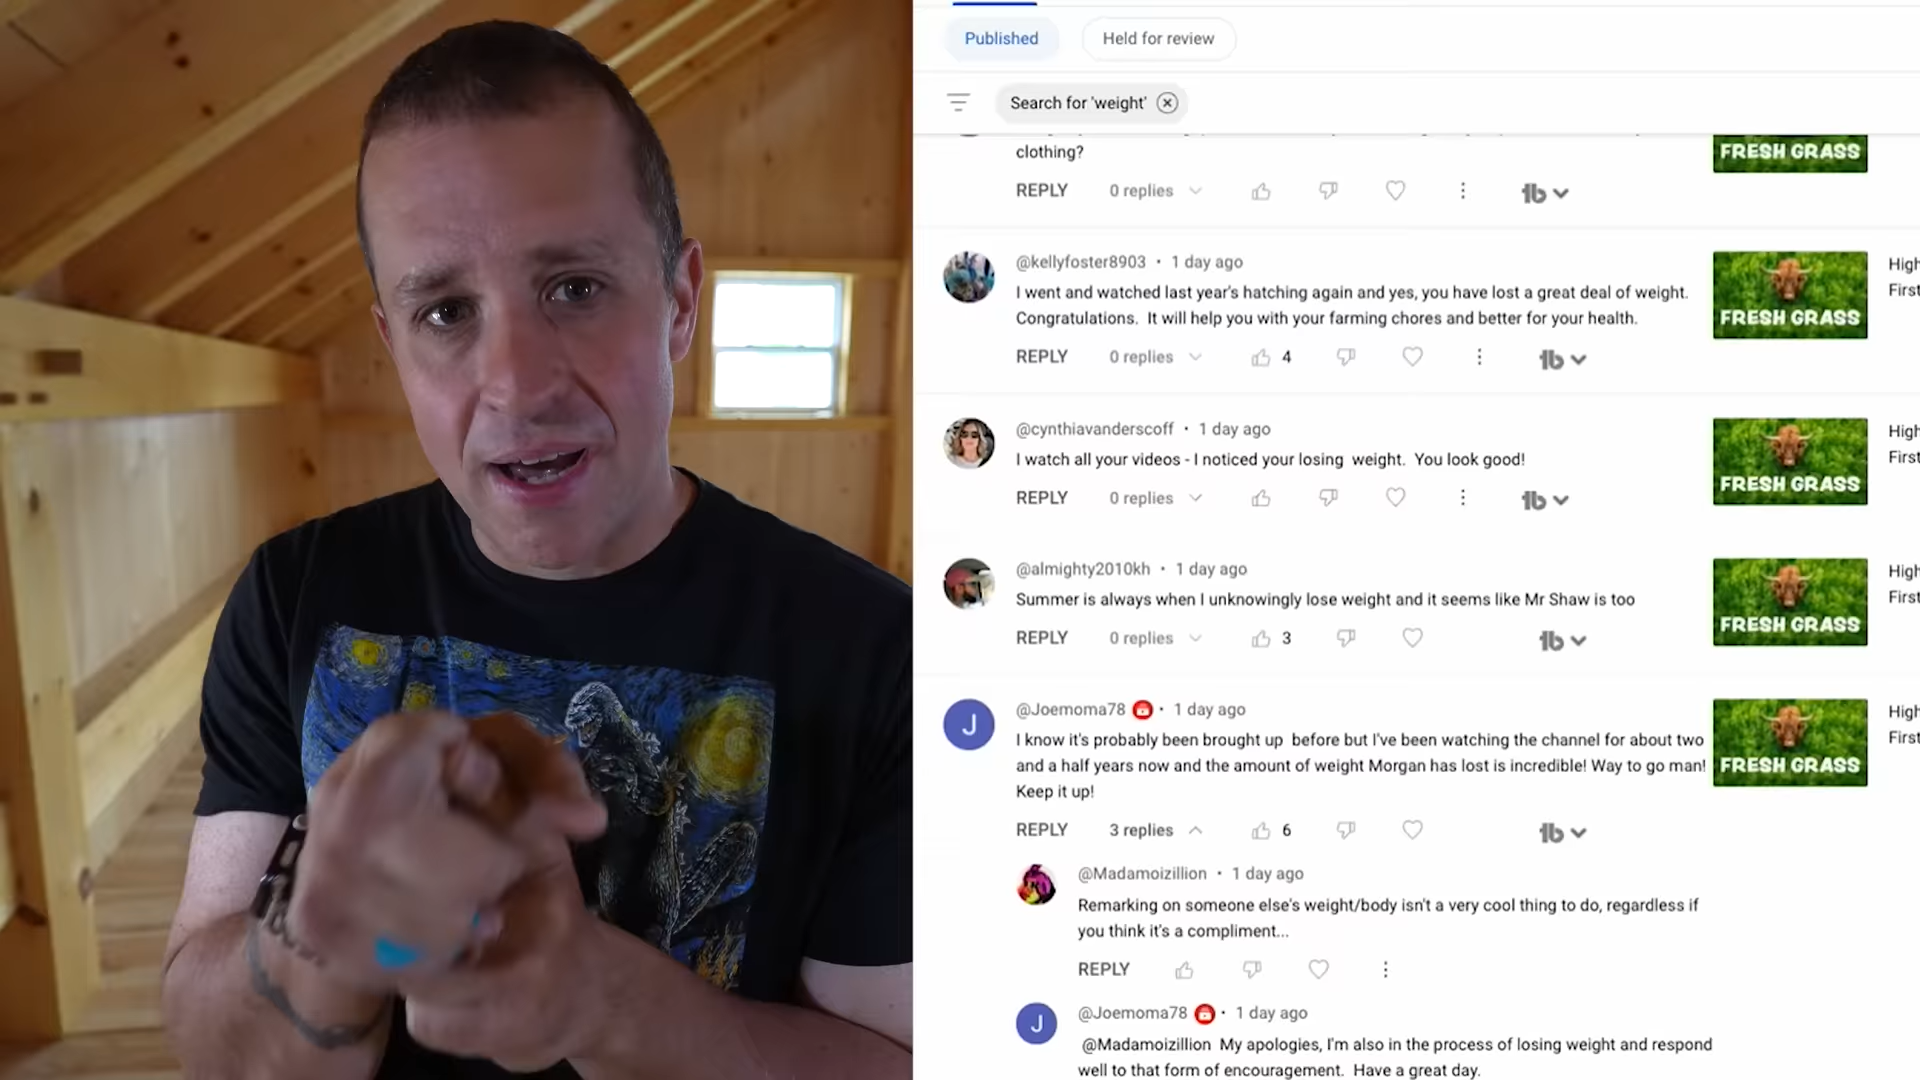 Published
Held for review
Search for 'weight'
clothing?
FRESH GRASS
REPLY
0 replies
@kellyfoster8903 • 1 day ago
I went and watched last year's hatching again and yes, you have lost a great deal of weight.
Congratulations. It will help you with your farming chores and better for your health.
FRESH GRASS
High
First
REPLY
0 replies
4
@cynthiavanderscoff • 1 day ago
I watch all your videos - I noticed your losing weight. You look good!
FRESH GRASS
High
First
REPLY
0 replies
@almighty2010kh • 1 day ago
Summer is always when I unknowingly lose weight and it seems like Mr Shaw is too
FRESH GRASS
High
First
REPLY
0 replies
3
J
@Joemoma78 • 1 day ago
I know it's probably been brought up before but I've been watching the channel for about two
and a half years now and the amount of weight Morgan has lost is incredible! Way to go man!
Keep it up!
FRESH GRASS
High
First
REPLY
3 replies
6
@Madamoizillion • 1 day ago
Remarking on someone else's weight/body isn't a very cool thing to do, regardless if
you think it's a compliment...
REPLY
J
@Joemoma78 • 1 day ago
@Madamoizillion My apologies, I'm also in the process of losing weight and respond
well to that form of encouragement. Have a great day.